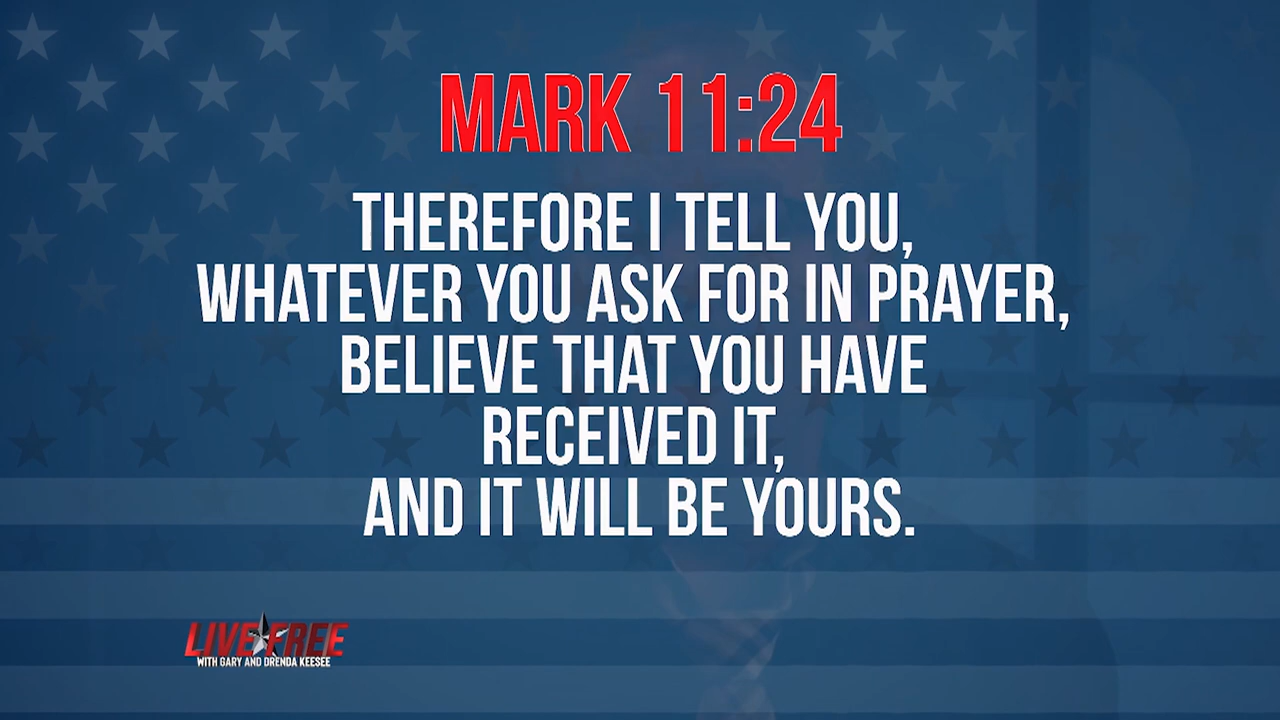 MARK 11:24
THEREFORE I TELL YOU,
WHATEVER YOU ASK FOR IN PRAYER,
BELIEVE THAT YOU HAVE
RECEIVED IT,
AND IT WILL BE YOURS.
LIVE FREE
WITH GARY AND DRENDA KEESEE